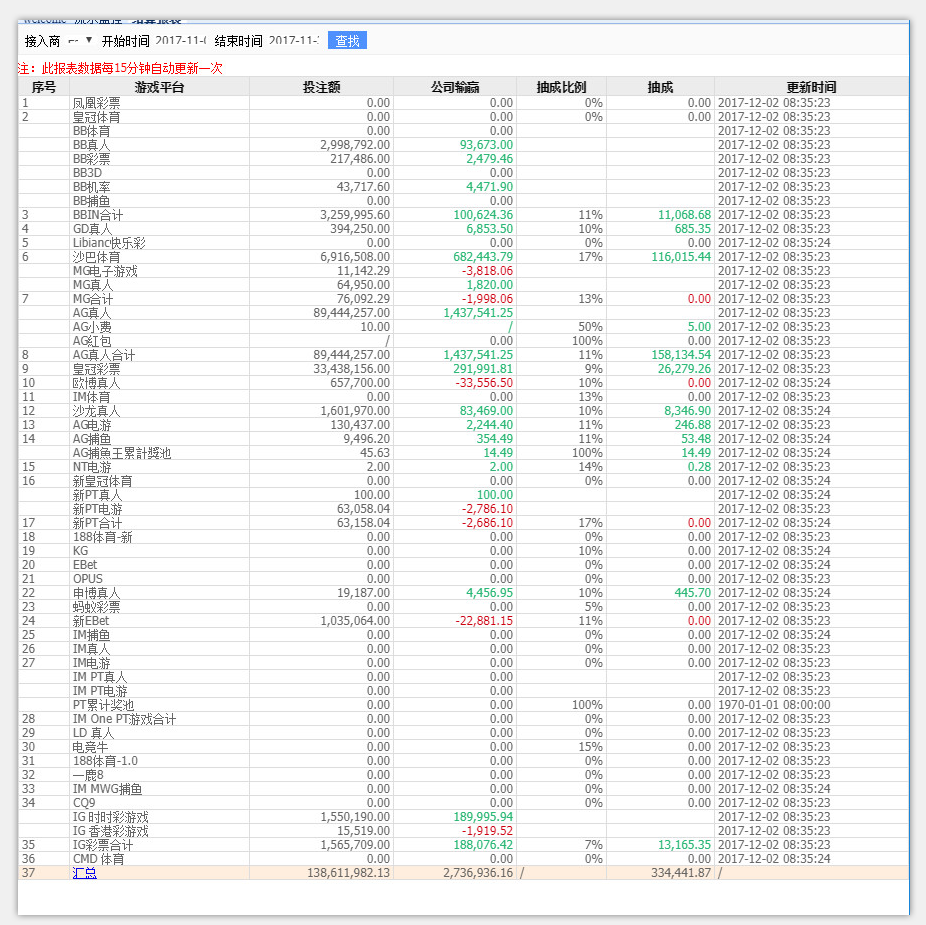 接入商 -- ▼ 开始时间 2017-11- 结束时间 2017-11- 查找
注：此报表数据每15分钟自动更新一次
序号 游戏平台 投注额 公司输赢 抽成比例 抽成 更新时间
1 凤凰彩票 0.00 0.00 0% 0.00 2017-12-02 08:35:23
2 皇冠体育 0.00 0.00 0% 0.00 2017-12-02 08:35:23
BB体育 0.00 0.00 2017-12-02 08:35:23
BB真人 2,998,792.00 93,673.00 2017-12-02 08:35:23
BB彩票 217,486.00 2,479.46 2017-12-02 08:35:23
BB3D 0.00 0.00 2017-12-02 08:35:23
BB机率 43,717.60 4,471.90 2017-12-02 08:35:23
BB捕鱼 0.00 0.00 2017-12-02 08:35:23
3 BBIN合计 3,259,995.60 100,624.36 11% 11,068.68 2017-12-02 08:35:23
4 GD真人 394,250.00 6,853.50 10% 685.35 2017-12-02 08:35:23
5 Libianc快乐彩 0.00 0.00 0% 0.00 2017-12-02 08:35:24
6 沙巴体育 6,916,508.00 682,443.79 17% 116,015.44 2017-12-02 08:35:23
MG电子游戏 11,142.29 -3,818.06 2017-12-02 08:35:23
MG真人 64,950.00 1,820.00 2017-12-02 08:35:23
7 MG合计 76,092.29 -1,998.06 13% 0.00 2017-12-02 08:35:23
AG真人 89,444,257.00 1,437,541.25 2017-12-02 08:35:23
AG小费 10.00 / 50% 5.00 2017-12-02 08:35:23
AG红包 / 0.00 100% 0.00 2017-12-02 08:35:23
8 AG真人合计 89,444,257.00 1,437,541.25 11% 158,134.54 2017-12-02 08:35:23
9 皇冠彩票 33,438,156.00 291,991.81 9% 26,279.26 2017-12-02 08:35:23
10 欧博真人 657,700.00 -33,556.50 10% 0.00 2017-12-02 08:35:24
11 IM体育 0.00 0.00 13% 0.00 2017-12-02 08:35:23
12 沙龙真人 1,601,970.00 83,469.00 10% 8,346.90 2017-12-02 08:35:24
13 AG电游 130,437.00 2,244.40 11% 246.88 2017-12-02 08:35:24
14 AG捕鱼 9,496.20 354.49 11% 53.48 2017-12-02 08:35:24
AG捕魚王累計獎池 45.63 14.49 100% 14.49 2017-12-02 08:35:24
15 NT电游 2.00 2.00 14% 0.28 2017-12-02 08:35:23
16 新皇冠体育 0.00 0.00 0% 0.00 2017-12-02 08:35:24
新PT真人 100.00 100.00 2017-12-02 08:35:24
新PT电游 63,058.04 -2,786.10 2017-12-02 08:35:24
17 新PT合计 63,158.04 -2,686.10 17% 0.00 2017-12-02 08:35:24
18 188体育-新 0.00 0.00 0% 0.00 2017-12-02 08:35:23
19 KG 0.00 0.00 10% 0.00 2017-12-02 08:35:24
20 EBet 0.00 0.00 0% 0.00 2017-12-02 08:35:24
21 OPUS 0.00 0.00 0% 0.00 2017-12-02 08:35:23
22 申博真人 19,187.00 4,456.95 10% 445.70 2017-12-02 08:35:23
23 蚂蚁彩票 0.00 0.00 5% 0.00 2017-12-02 08:35:23
24 新EBet 1,035,064.00 -22,881.15 11% 0.00 2017-12-02 08:35:23
25 IM捕鱼 0.00 0.00 0% 0.00 2017-12-02 08:35:24
26 IM真人 0.00 0.00 0% 0.00 2017-12-02 08:35:23
27 IM电游 0.00 0.00 0% 0.00 2017-12-02 08:35:23
IM PT真人 0.00 0.00 2017-12-02 08:35:23
IM PT电游 0.00 0.00 2017-12-02 08:35:23
PT累计奖池 0.00 0.00 100% 0.00 1970-01-01 08:00:00
28 IM One PT游戏合计 0.00 0.00 0% 0.00 2017-12-02 08:35:23
29 LD 真人 0.00 0.00 0% 0.00 2017-12-02 08:35:23
30 电竞牛 0.00 0.00 15% 0.00 2017-12-02 08:35:23
31 188体育-1.0 0.00 0.00 0% 0.00 2017-12-02 08:35:23
32 一鹿8 0.00 0.00 0% 0.00 2017-12-02 08:35:23
33 IM MWG捕鱼 0.00 0.00 0% 0.00 2017-12-02 08:35:24
34 CQ9 0.00 0.00 0% 0.00 2017-12-02 08:35:23
IG 时时彩游戏 1,550,190.00 189,995.94 2017-12-02 08:35:23
IG 香港彩游戏 15,519.00 -1,919.52 2017-12-02 08:35:23
35 IG彩票合计 1,565,709.00 188,076.42 7% 13,165.35 2017-12-02 08:35:23
36 CMD 体育 0.00 0.00 0% 0.00 2017-12-02 08:35:24
37 汇总 138,611,982.13 2,736,936.16 / 334,441.87 /